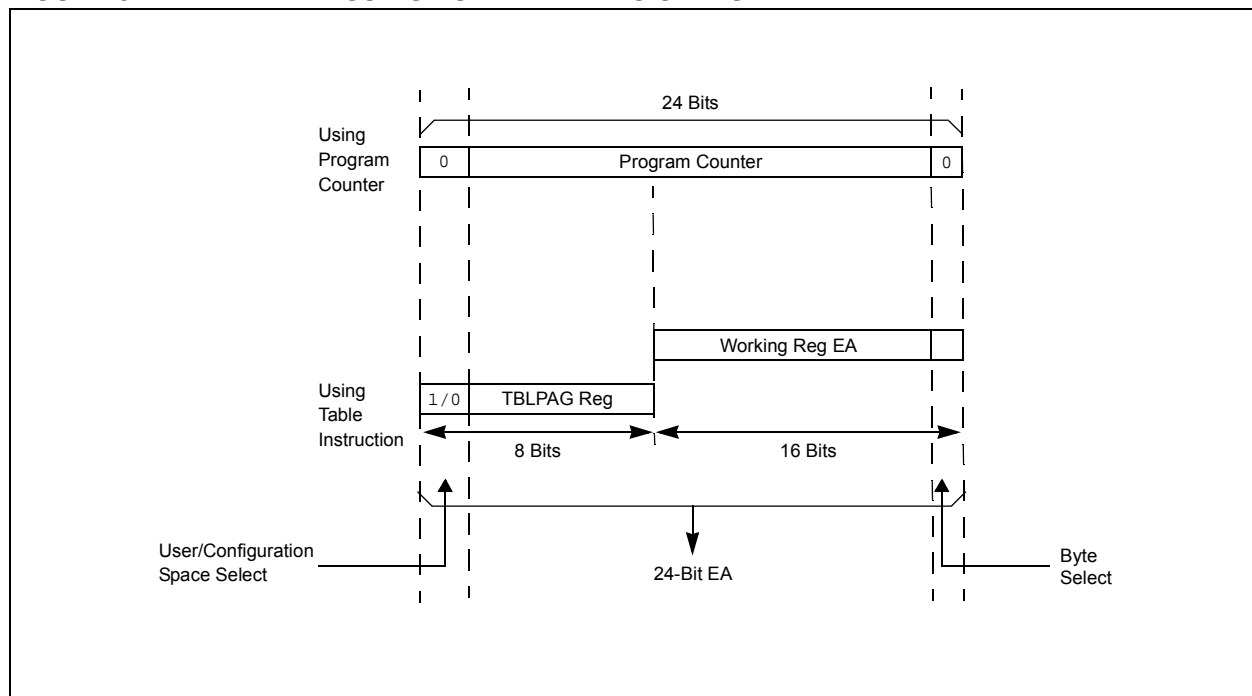 24 Bits
Using
Program
Counter
0
Program Counter
0
Working Reg EA
Using
Table
Instruction
1/0
TBLPAG Reg
8 Bits
16 Bits
User/Configuration
Space Select
24-Bit EA
Byte
Select